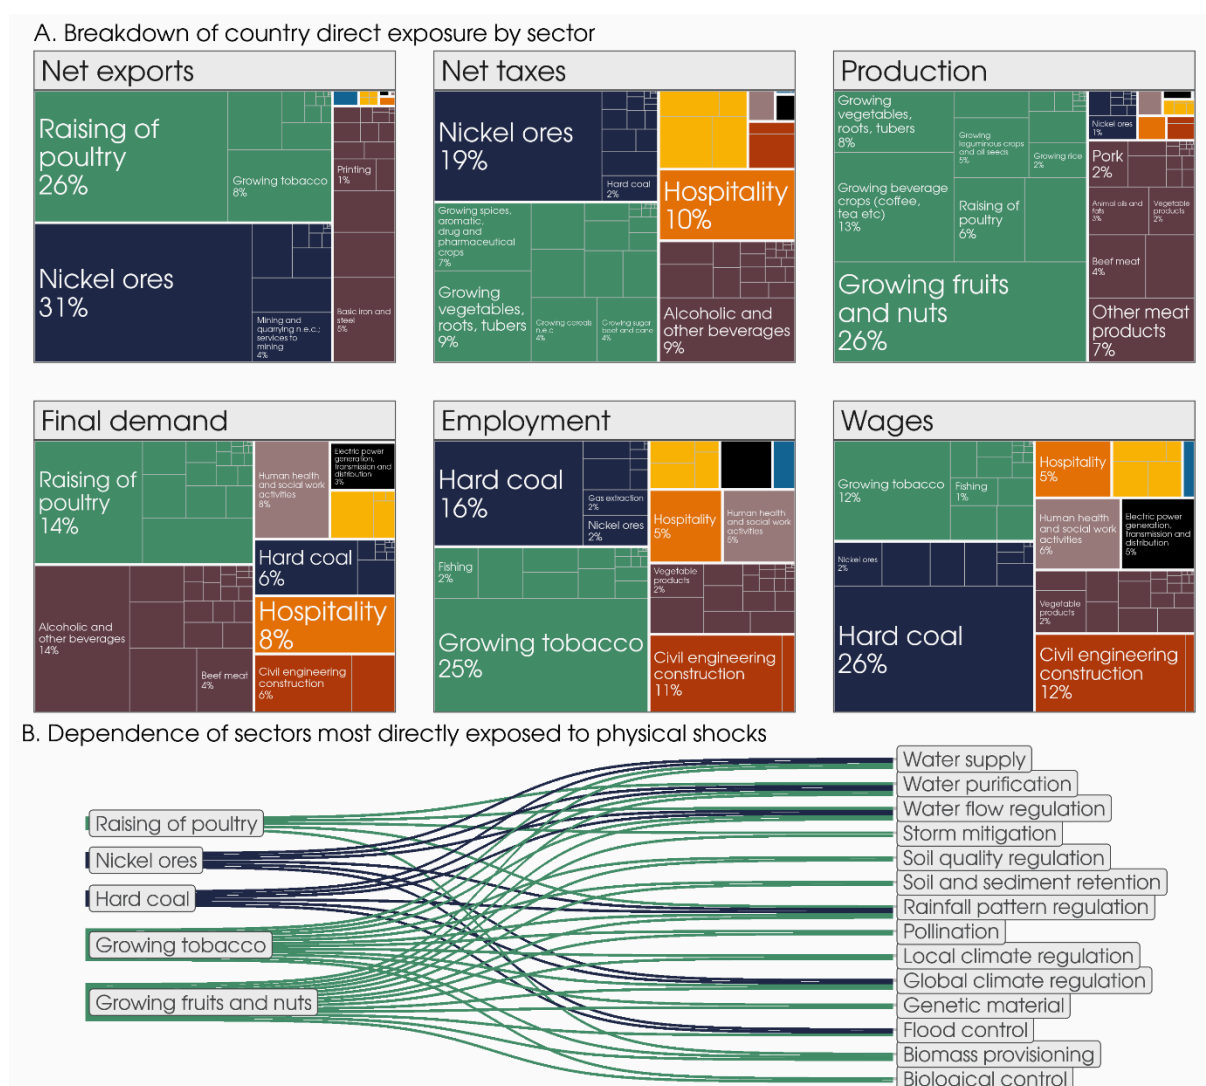 A. Breakdown of country direct exposure by sector
Net exports
Raising of
poultry
26%
Growing tobacco
8%
Printing
1%
Nickel ores
31%
Mining and
quarrying n.e.c.;
services to
mining
4%
Basic iron and
steel
5%
Net taxes
Nickel ores
19%
Hard coal
2%
Hospitality
10%
Growing spices,
aromatic,
drug and
pharmaceutical
crops
7%
Growing
vegetables,
roots, tubers
9%
Growing cereals
n.e.c
4%
Growing sugar
beet and cane
4%
Alcoholic and
other beverages
9%
Production
Growing
vegetables,
roots, tubers
8%
Growing
leguminous crops
and oil seeds
5%
Growing rice
2%
Growing beverage
crops (coffee,
tea etc)
13%
Raising of
poultry
6%
Growing fruits
and nuts
26%
Nickel ores
1%
Pork
2%
Animal oils and
fats
3%
Vegetable
products
2%
Beef meat
4%
Other meat
products
7%
Final demand
Raising of
poultry
14%
Alcoholic and
other beverages
14%
Beef meat
4%
Human health
and social work
activities
8%
Electric power
generation,
transmission and
distribution
3%
Hard coal
6%
Hospitality
8%
Civil engineering
construction
6%
Employment
Hard coal
16%
Gas extraction
2%
Nickel ores
2%
Fishing
2%
Growing tobacco
25%
Hospitality
5%
Human health
and social work
activities
5%
Vegetable
products
2%
Civil engineering
construction
11%
Wages
Growing tobacco
12%
Fishing
1%
Nickel ores
2%
Hard coal
26%
Hospitality
5%
Human health
and social work
activities
6%
Electric power
generation,
transmission and
distribution
5%
Vegetable
products
2%
Civil engineering
construction
12%
B. Dependence of sectors most directly exposed to physical shocks
Raising of poultry
Nickel ores
Hard coal
Growing tobacco
Growing fruits and nuts
Water supply
Water purification
Water flow regulation
Storm mitigation
Soil quality regulation
Soil and sediment retention
Rainfall pattern regulation
Pollination
Local climate regulation
Global climate regulation
Genetic material
Flood control
Biomass provisioning
Biological control